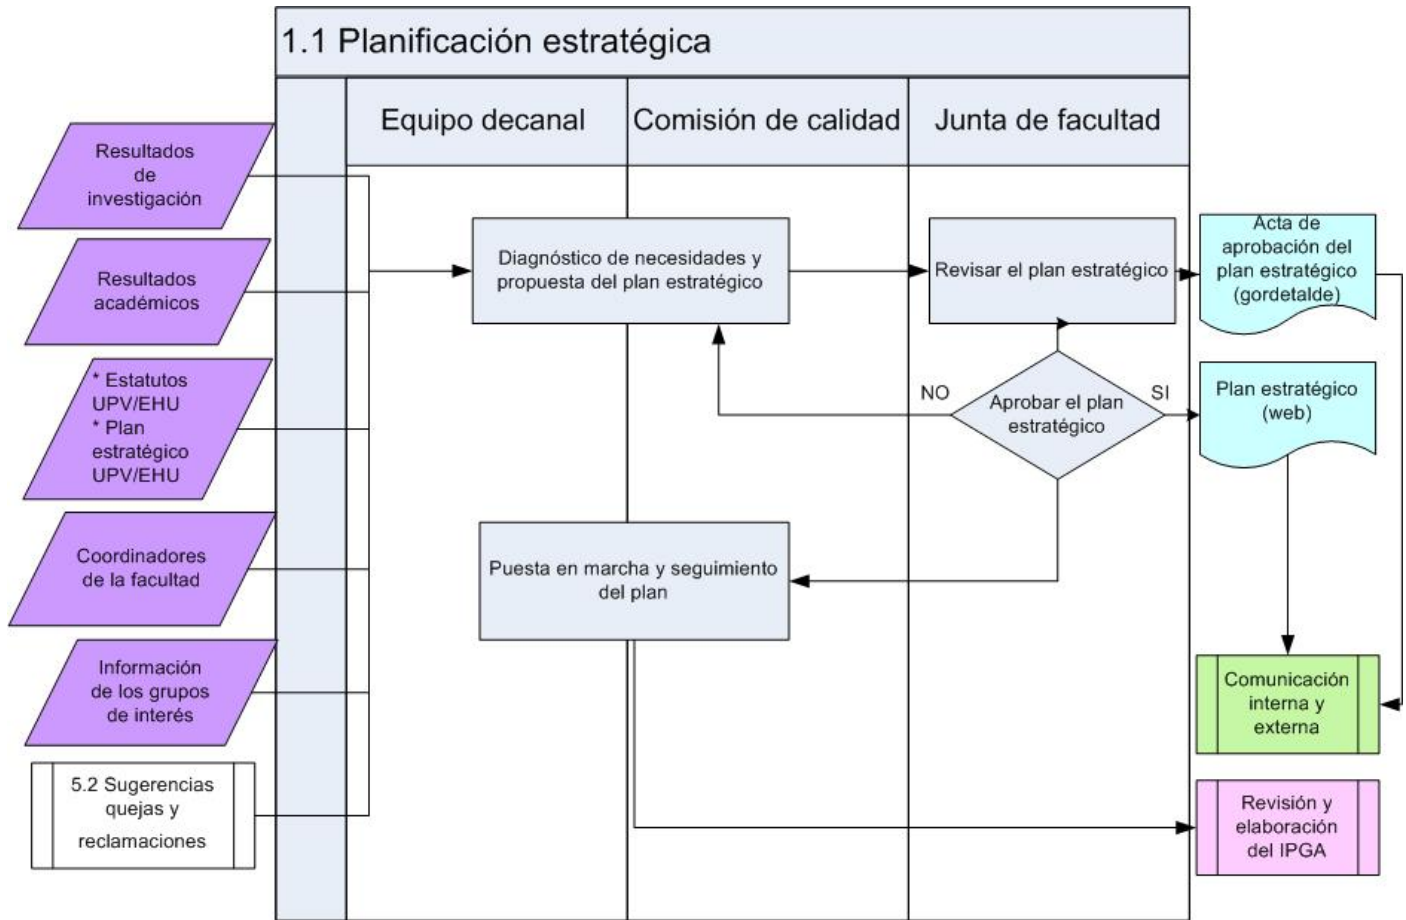 1.1 Planificación estratégica
Equipo decanal
Comisión de calidad
Junta de facultad
Resultados
de
investigación
Resultados
académicos
* Estatutos
UPV/EHU
* Plan
estratégico
UPV/EHU
Coordinadores
de la facultad
Información
de los grupos
de interés
5.2 Sugerencias
quejas y
reclamaciones
Diagnóstico de necesidades y
propuesta del plan estratégico
Revisar el plan estratégico
NO
Aprobar el plan
estratégico
SI
Puesta en marcha y seguimiento
del plan
Acta de
aprobación del
plan estratégico
(gordetalde)
Plan estratégico
(web)
Comunicación
interna y
externa
Revisión y
elaboración
del IPGA